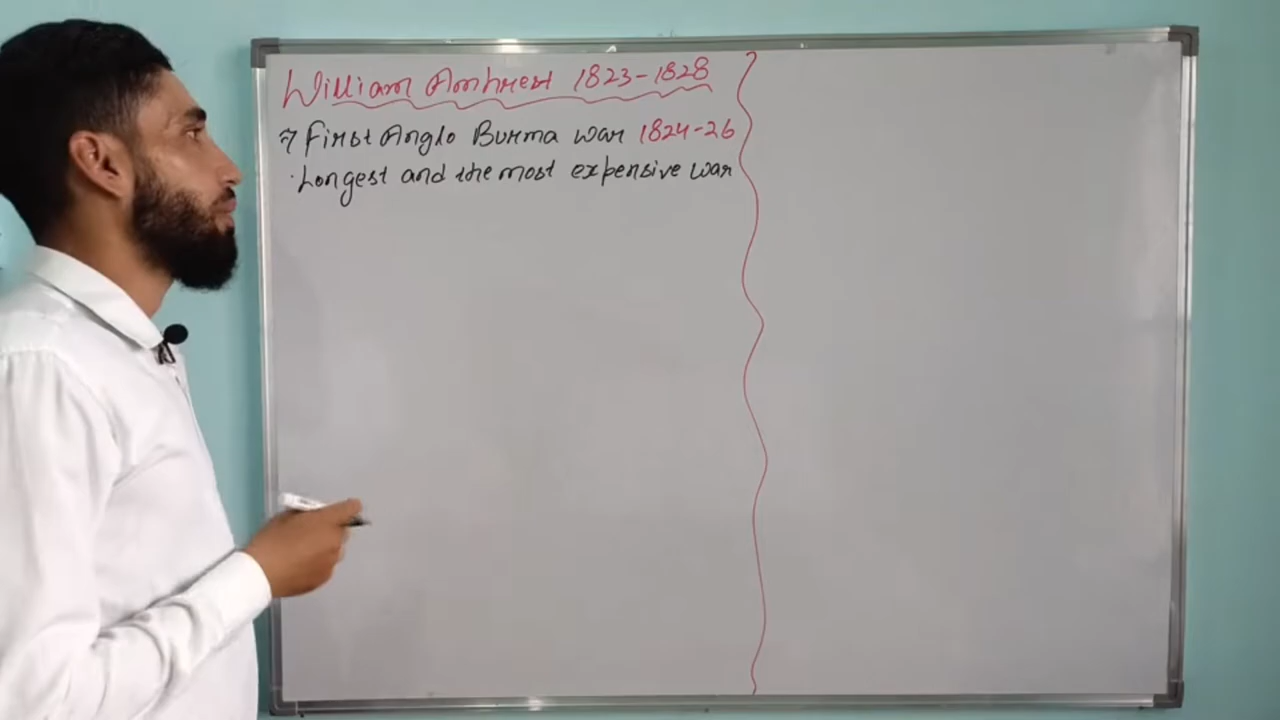 William Amhrest 1823-1828
→ First Anglo Burma war 1824-26
· Longest and the most expensive war